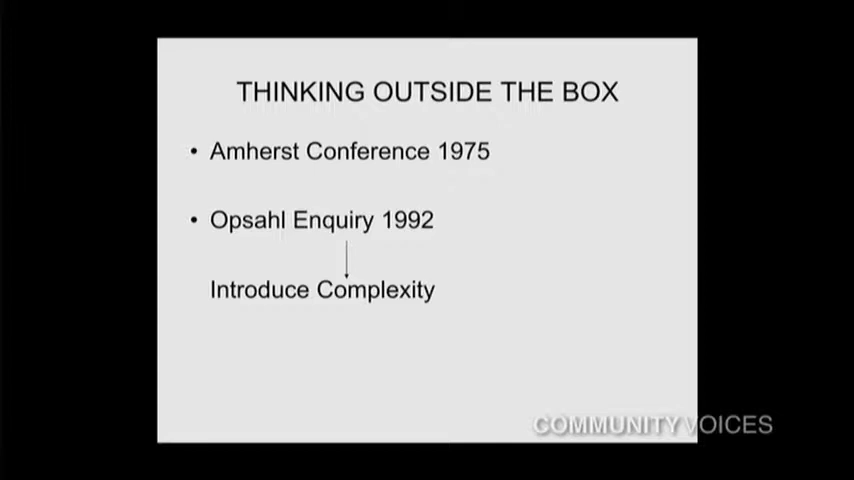 THINKING OUTSIDE THE BOX
• Amherst Conference 1975
• Opsahl Enquiry 1992
Introduce Complexity
COMMUNITY VOICES